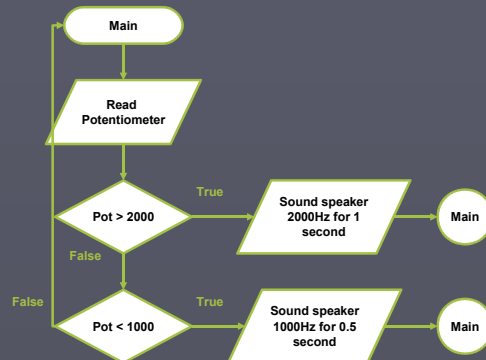 Main
Read
Potentiometer
True
Pot > 2000
Sound speaker
2000Hz for 1
second
Main
False
False
True
Pot < 1000
Sound speaker
1000Hz for 0.5
second
Main